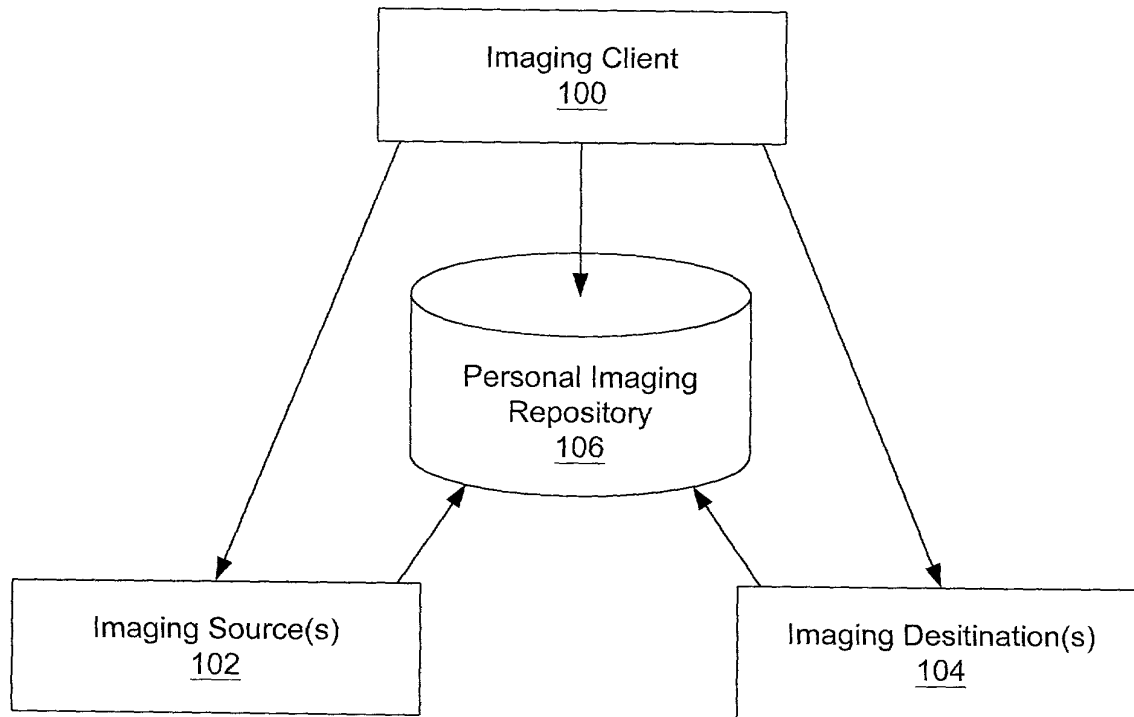 Imaging Client
100
Personal Imaging
Repository
106
Imaging Source(s)
102
Imaging Desitination(s)
104